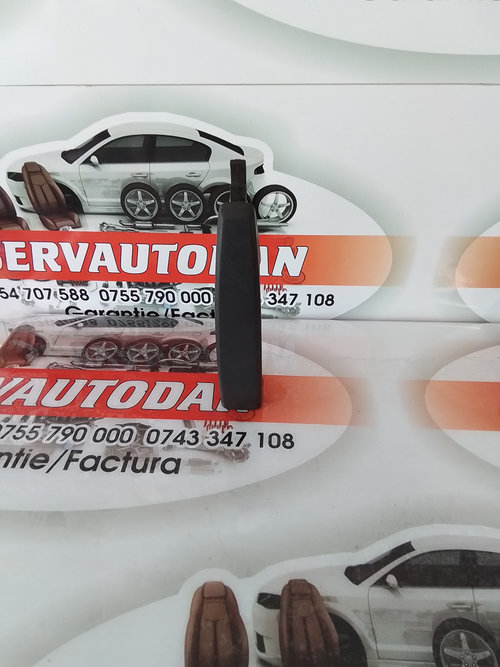 SERVAUTODAN
54 707 588 0755 790 000 347 108
Garantie/Fact
VAUTODAN
0755 790 000 0743 347 108
ntie/Factura